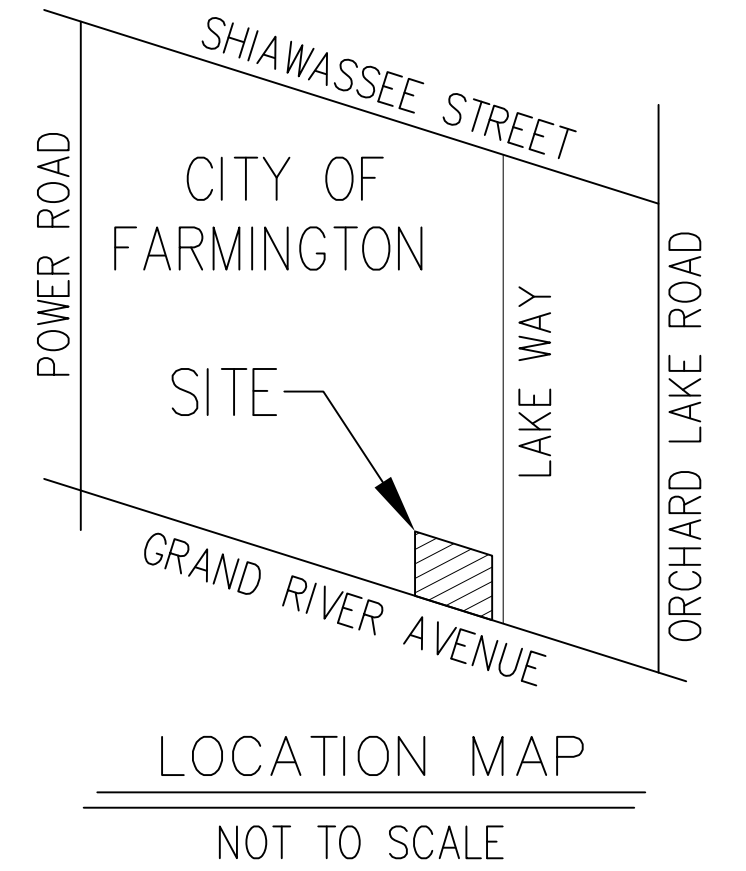 SHIAWASSEE STREET
CITY OF
FARMINGTON
POWER ROAD
LAKE WAY
ORCHARD LAKE ROAD
SITE
GRAND RIVER AVENUE
LOCATION MAP
NOT TO SCALE